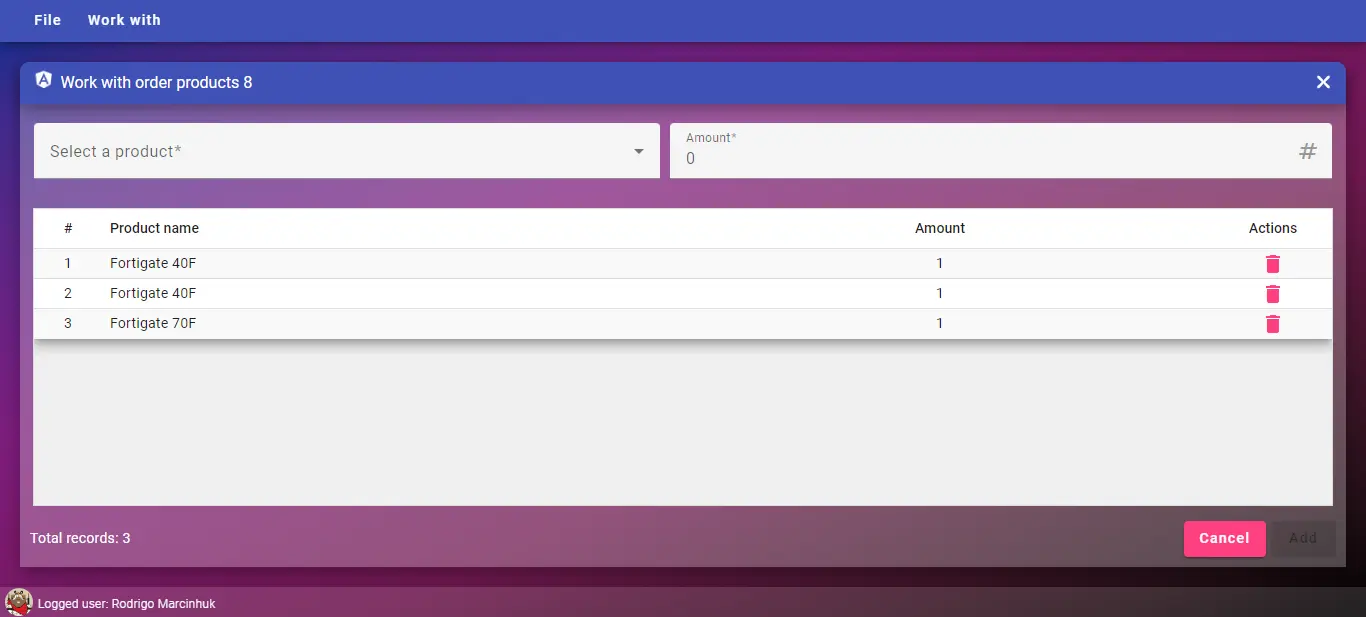 File Work with
Work with order products 8
Select a product*
Amount*
0
# Product name Amount Actions
1 Fortigate 40F 1
2 Fortigate 40F 1
3 Fortigate 70F 1
Total records: 3
Cancel Add
Logged user: Rodrigo Marcinhuk